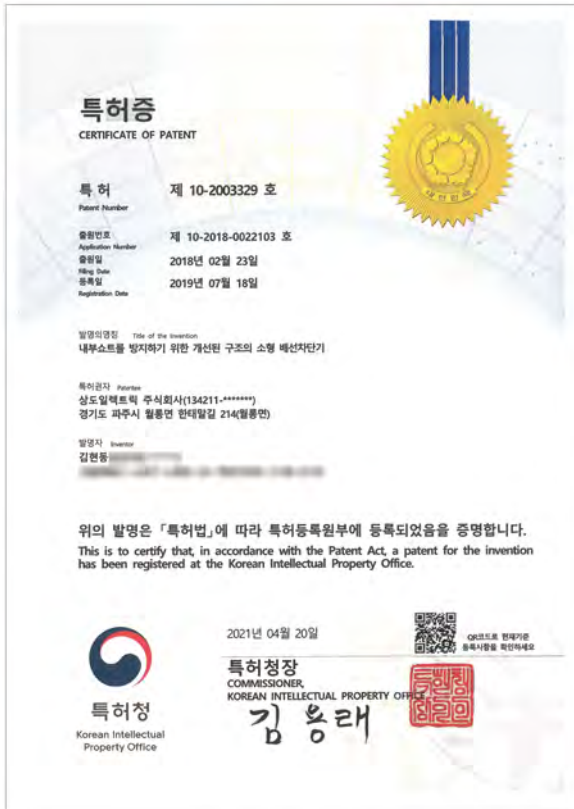 특허증
CERTIFICATE OF PATENT
대한민국
특 허 제 10-2003329 호
Patent Number
출원번호 제 10-2018-0022103 호
Application Number
출원일 2018년 02월 23일
Filing Date
등록일 2019년 07월 18일
Registration Date
발명의명칭 Title of the Invention
내부쇼트를 방지하기 위한 개선된 구조의 소형 배선차단기
특허권자 Patentee
상도일렉트릭 주식회사(134211-*******)
경기도 파주시 월롱면 한태말길 214(월롱면)
발명자 Inventor
김현동
위의 발명은 「특허법」에 따라 특허등록원부에 등록되었음을 증명합니다.
This is to certify that, in accordance with the Patent Act, a patent for the invention
has been registered at the Korean Intellectual Property Office.
2021년 04월 20일
QR코드로 현재기준
등록사항을 확인하세요
특허청장
COMMISSIONER,
KOREAN INTELLECTUAL PROPERTY OFFICE
김용래
특허청
Korean Intellectual
Property Office